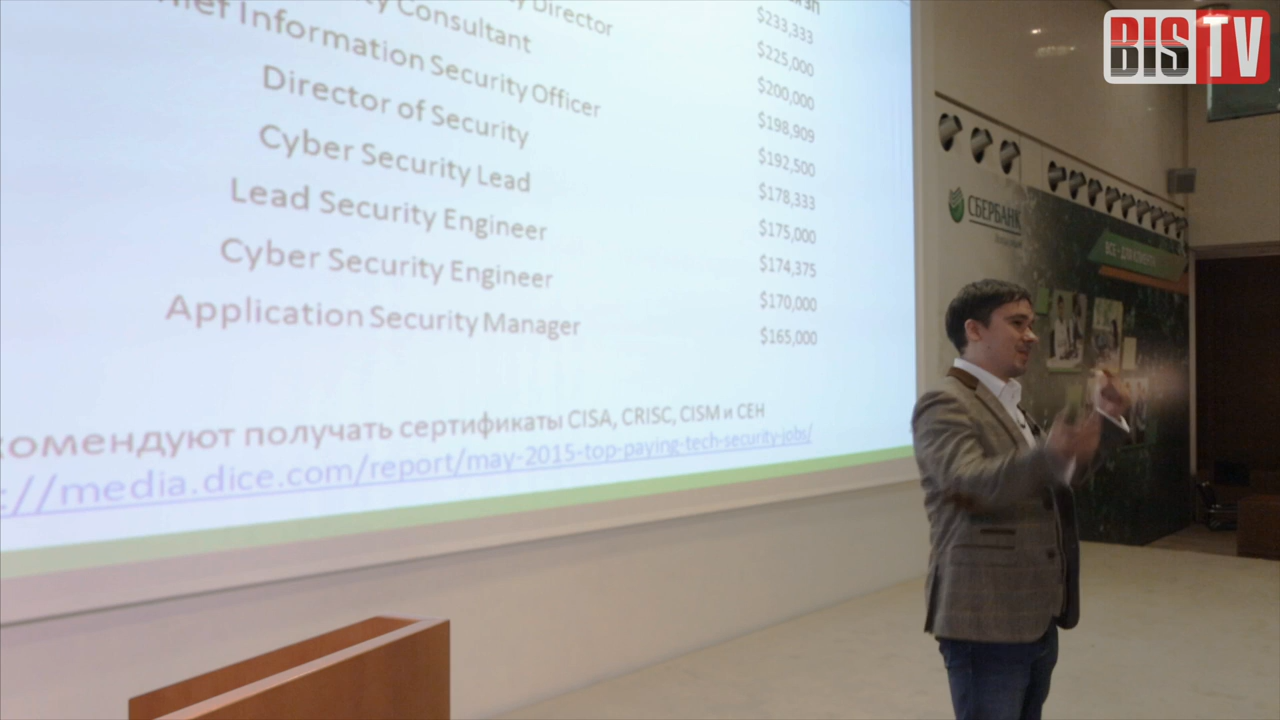 BIS TV
Director
$233,333
Consultant
$225,000
Information Security Officer
$200,000
Director of Security
$198,909
Cyber Security Lead
$192,500
Lead Security Engineer
$178,333
Cyber Security Engineer
$175,000
Application Security Manager
$174,375
$170,000
$165,000
комендуют получать сертификаты CISA, CRISC, CISM и CEH
://media.dice.com/report/may-2015-top-paying-tech-security-jobs/
СБЕРБАНК